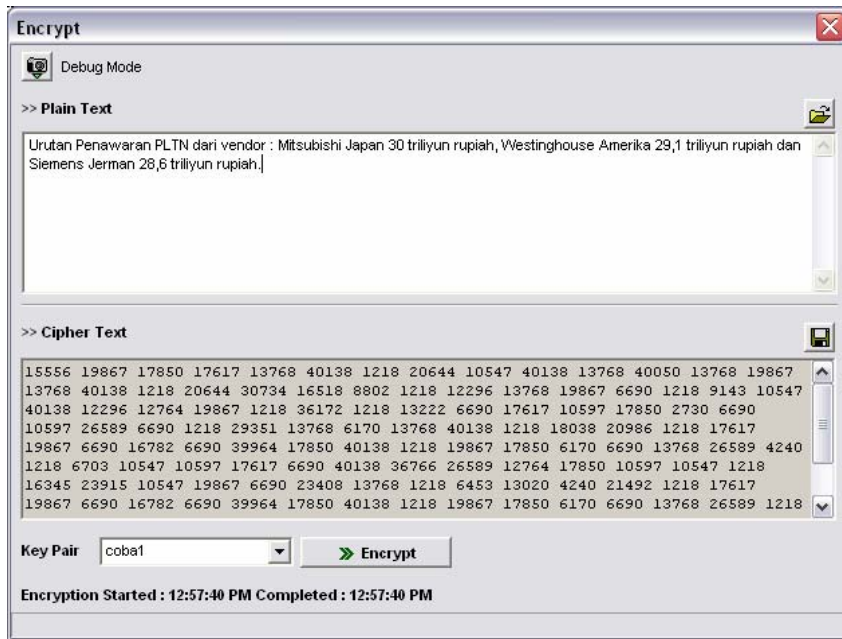 Encrypt
Debug Mode
>> Plain Text
Urutan Penawaran PLTN dari vendor : Mitsubishi Japan 30 triliyun rupiah, Westinghouse Amerika 29,1 triliyun rupiah dan
Siemens Jerman 28,6 triliyun rupiah.
>> Cipher Text
15556 19867 17850 17617 13768 40138 1218 20644 10547 40138 13768 40050 13768 19867
13768 40138 1218 20644 30734 16518 8802 1218 12296 13768 19867 6690 1218 9143 10547
40138 12296 12764 19867 1218 36172 1218 13222 6690 17617 10597 17850 2730 6690
10597 26589 6690 1218 29351 13768 6170 13768 40138 1218 18038 20986 1218 17617
19867 6690 16782 6690 39964 17850 40138 1218 19867 17850 6170 6690 13768 26589 4240
1218 6703 10547 10597 17617 6690 40138 36766 26589 12764 17850 10597 10547 1218
16345 23915 10547 19867 6690 23408 13768 1218 6453 13020 4240 21492 1218 17617
19867 6690 16782 6690 39964 17850 40138 1218 19867 17850 6170 6690 13768 26589 1218
Key Pair coba1 Encrypt
Encryption Started : 12:57:40 PM Completed : 12:57:40 PM